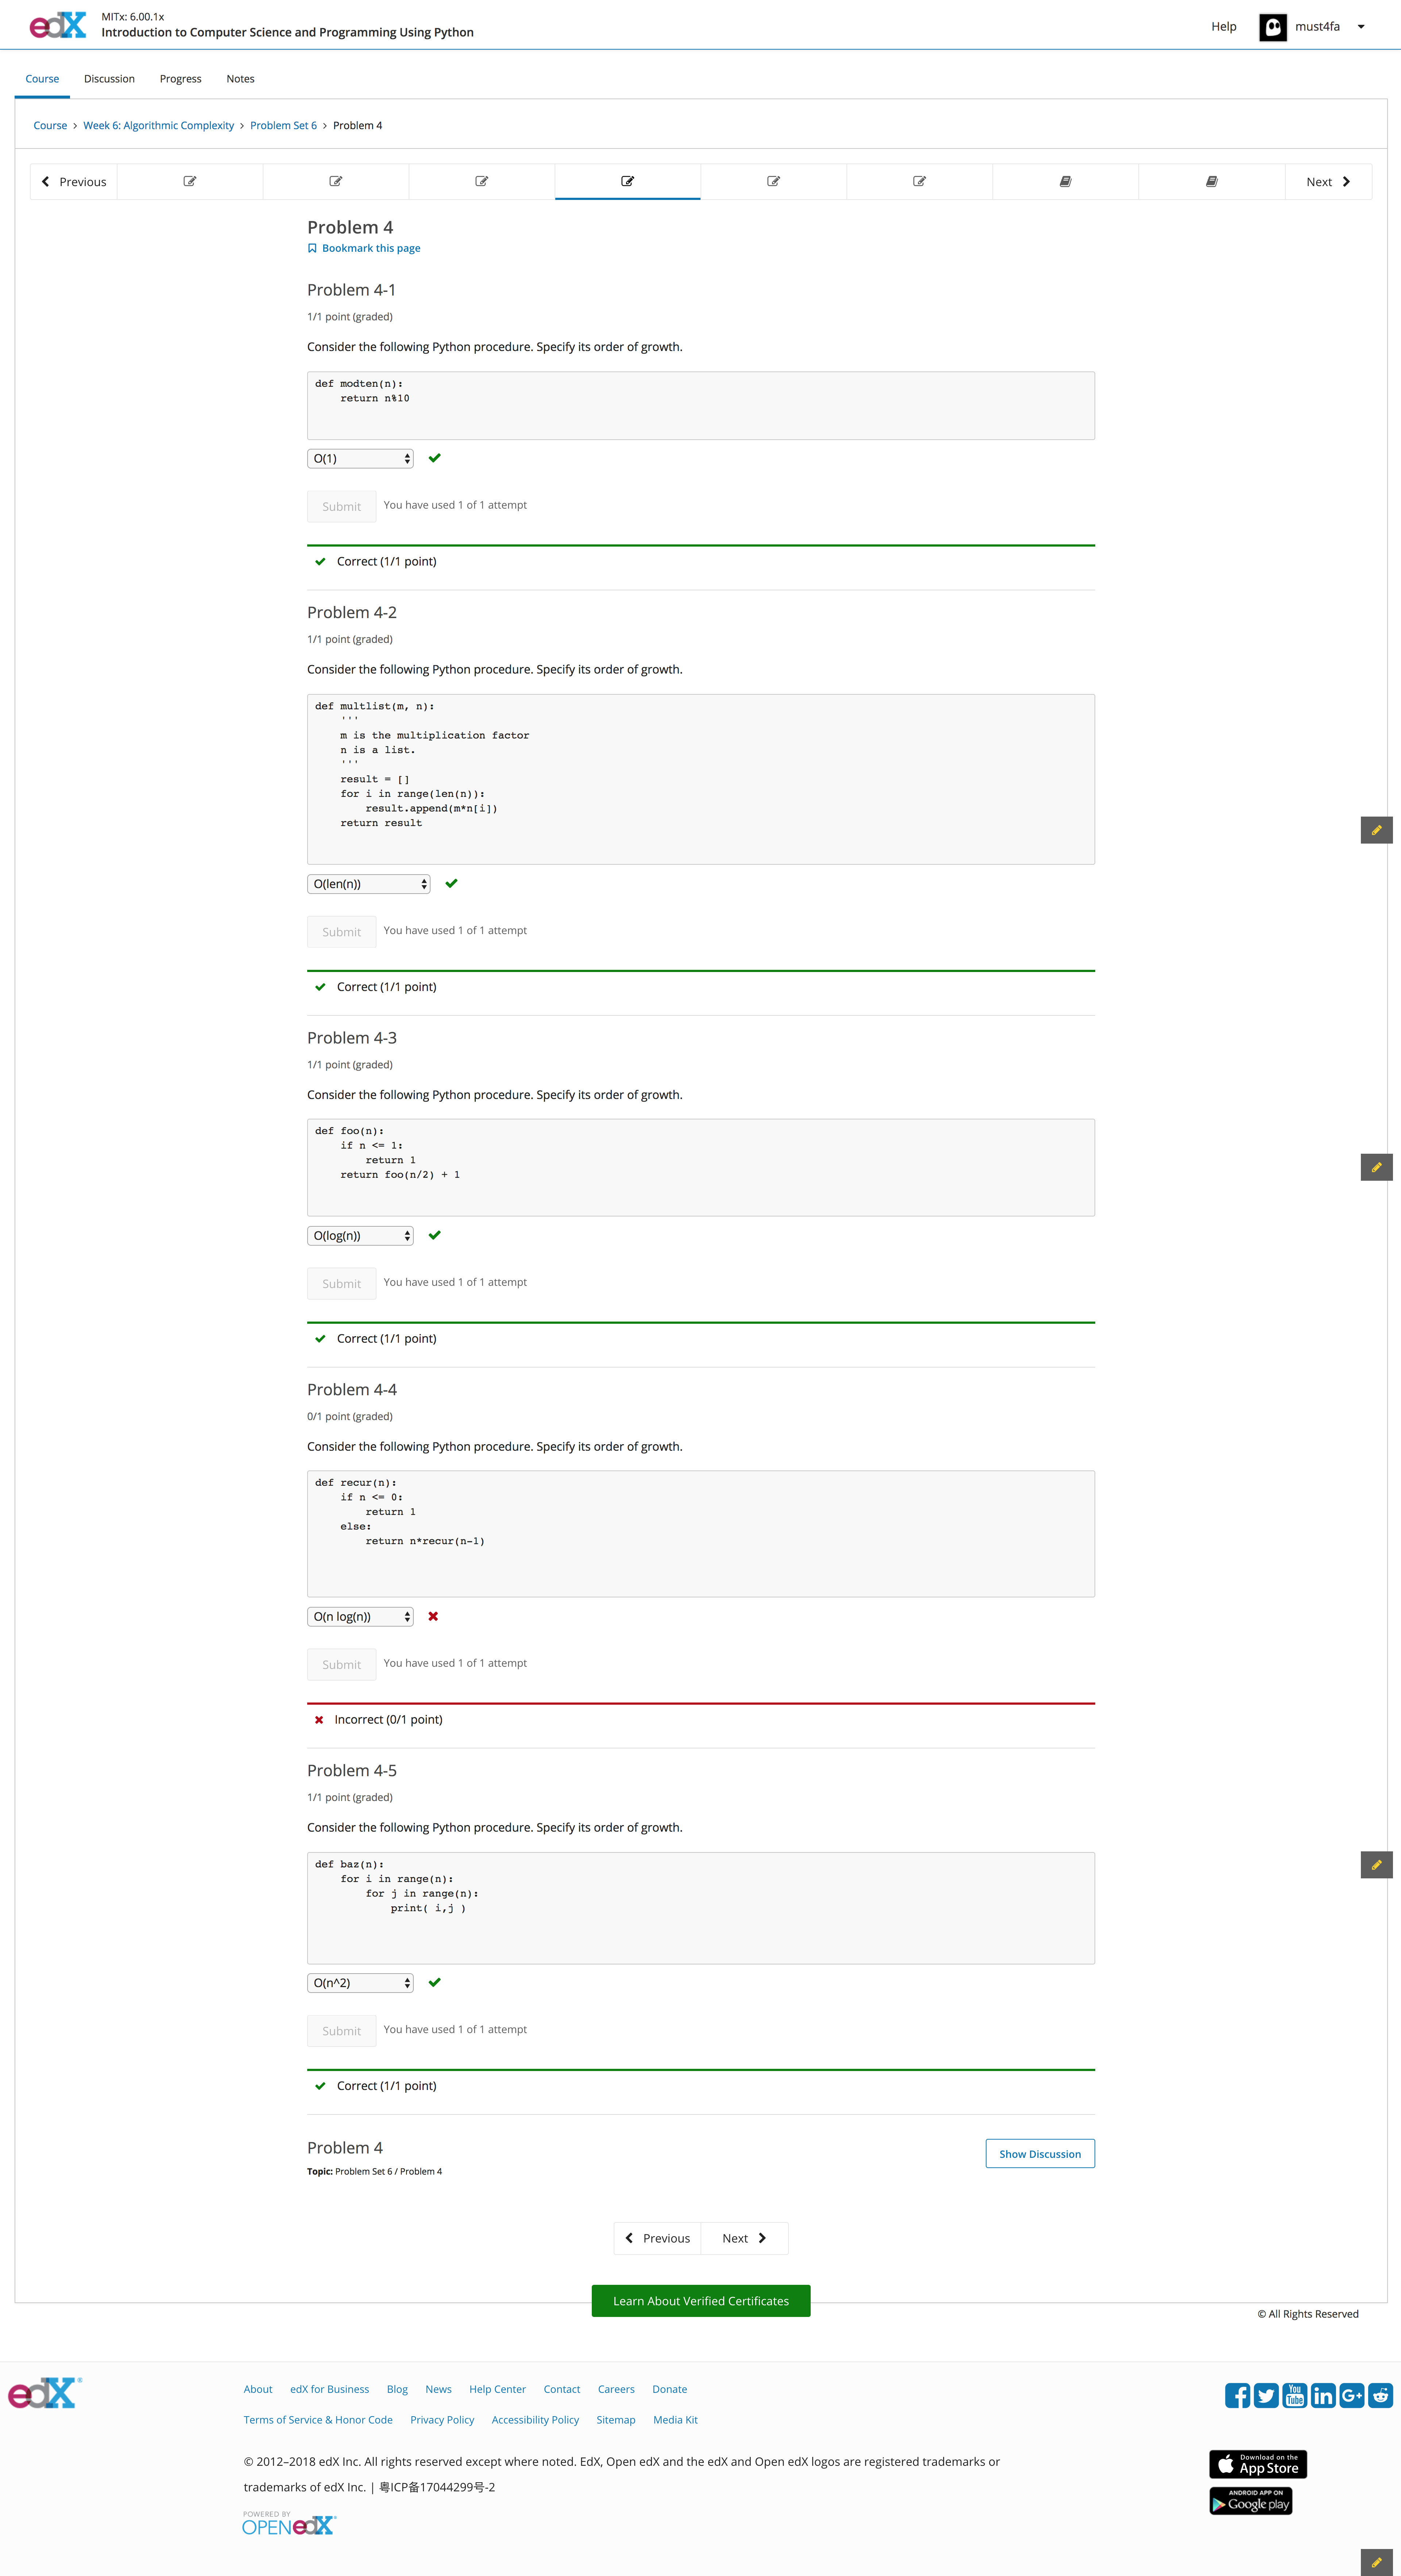 edX
MITx: 6.00.1x
Introduction to Computer Science and Programming Using Python
Help
must4fa
Course
Discussion
Progress
Notes
Course > Week 6: Algorithmic Complexity > Problem Set 6 > Problem 4
Previous
Next
Problem 4
Bookmark this page
Problem 4-1
1/1 point (graded)
Consider the following Python procedure. Specify its order of growth.
def modten(n):
    return n%10
O(1)
Submit
You have used 1 of 1 attempt
Correct (1/1 point)
Problem 4-2
1/1 point (graded)
Consider the following Python procedure. Specify its order of growth.
def multlist(m, n):
    '''
    m is the multiplication factor
    n is a list.
    '''
    result = []
    for i in range(len(n)):
        result.append(m*n[i])
    return result
O(len(n))
Submit
You have used 1 of 1 attempt
Correct (1/1 point)
Problem 4-3
1/1 point (graded)
Consider the following Python procedure. Specify its order of growth.
def foo(n):
    if n <= 1:
        return 1
    return foo(n/2) + 1
O(log(n))
Submit
You have used 1 of 1 attempt
Correct (1/1 point)
Problem 4-4
0/1 point (graded)
Consider the following Python procedure. Specify its order of growth.
def recur(n):
    if n <= 0:
        return 1
    else:
        return n*recur(n-1)
O(n log(n))
Submit
You have used 1 of 1 attempt
Incorrect (0/1 point)
Problem 4-5
1/1 point (graded)
Consider the following Python procedure. Specify its order of growth.
def baz(n):
    for i in range(n):
        for j in range(n):
            print( i,j )
O(n^2)
Submit
You have used 1 of 1 attempt
Correct (1/1 point)
Problem 4
Show Discussion
Topic: Problem Set 6 / Problem 4
Previous
Next
Learn About Verified Certificates
© All Rights Reserved
edX
About edX for Business Blog News Help Center Contact Careers Donate
You Tube in G+
Terms of Service & Honor Code Privacy Policy Accessibility Policy Sitemap Media Kit
© 2012–2018 edX Inc. All rights reserved except where noted. EdX, Open edX and the edX and Open edX logos are registered trademarks or
trademarks of edX Inc. | 粤ICP备17044299号-2
Download on the
App Store
ANDROID APP ON
Google play
POWERED BY
OPENedX